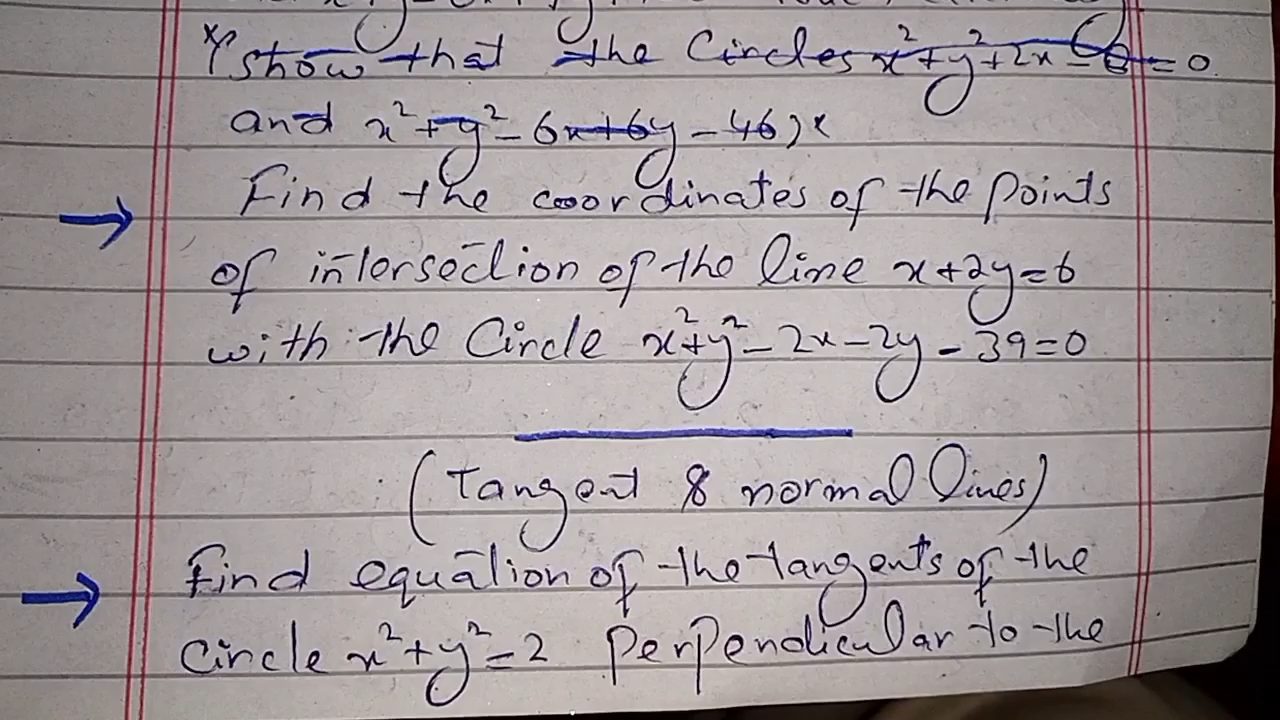 show that the Circles x²+y²+2x-8=0
and x²+y²-6x+6y-46)x
→ Find the coordinates of the points
of intersection of the line x+2y=6
with the Circle x²+y²-2x-2y-39=0
(Tangent & normal lines)
→ Find equation of the tangents of the
circle x²+y²=2 Perpendicular to the